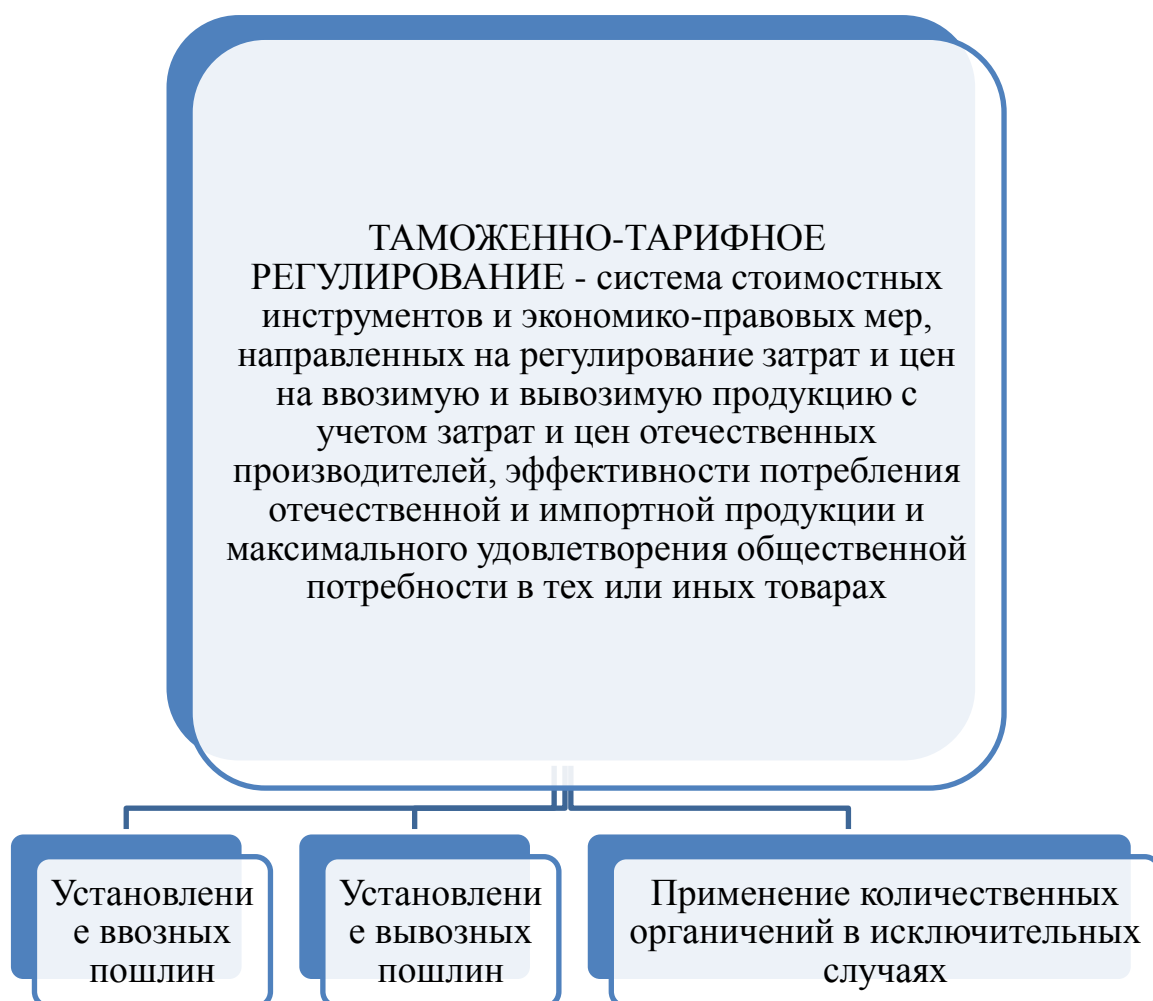 ТАМОЖЕННО-ТАРИФНОЕ
РЕГУЛИРОВАНИЕ - система стоимостных
инструментов и экономико-правовых мер,
направленных на регулирование затрат и цен
на ввозимую и вывозимую продукцию с
учетом затрат и цен отечественных
производителей, эффективности потребления
отечественной и импортной продукции и
максимального удовлетворения общественной
потребности в тех или иных товарах
Установлени
е ввозных
пошлин
Установлени
е вывозных
пошлин
Применение количественных
органичений в исключительных
случаях